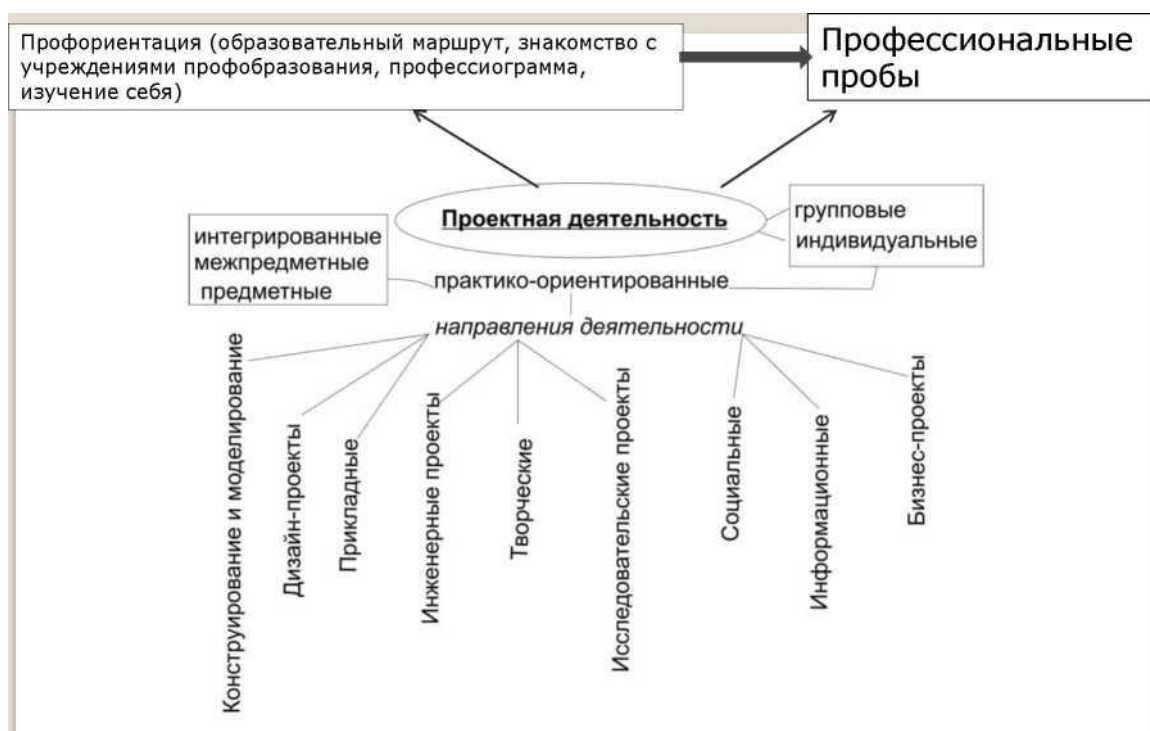 Профориентация (образовательный маршрут, знакомство с
учреждениями профобразования, профессиограмма,
изучение себя)
Профессиональные
пробы
Проектная деятельность
интегрированные
межпредметные
предметные
групповые
индивидуальные
практико-ориентированные
направления деятельности
Конструирование и моделирование
Дизайн-проекты
Прикладные
Инженерные проекты
Творческие
Исследовательские проекты
Социальные
Информационные
Бизнес-проекты